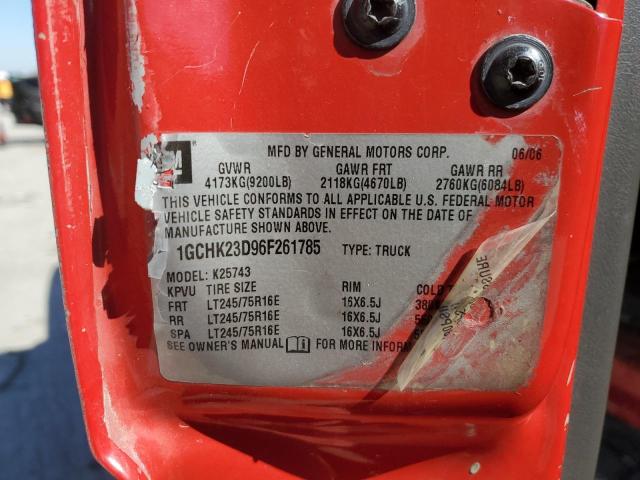 MFD BY GENERAL MOTORS CORP. 06/06
GVWR GAWR FRT GAWR RR
4173KG(9200LB) 2118KG(4670LB) 2760KG(6084LB)
THIS VEHICLE CONFORMS TO ALL APPLICABLE U.S. FEDERAL MOTOR
VEHICLE SAFETY STANDARDS IN EFFECT ON THE DATE OF
MANUFACTURE SHOWN ABOVE.
1GCHK23D96F261785 TYPE: TRUCK
MODEL: K25743
KPVU TIRE SIZE RIM COLD
FRT LT245/75R16E 16X6.5J
RR LT245/75R16E 16X6.5J
SPA LT245/75R16E 16X6.5J
SEE OWNER'S MANUAL FOR MORE